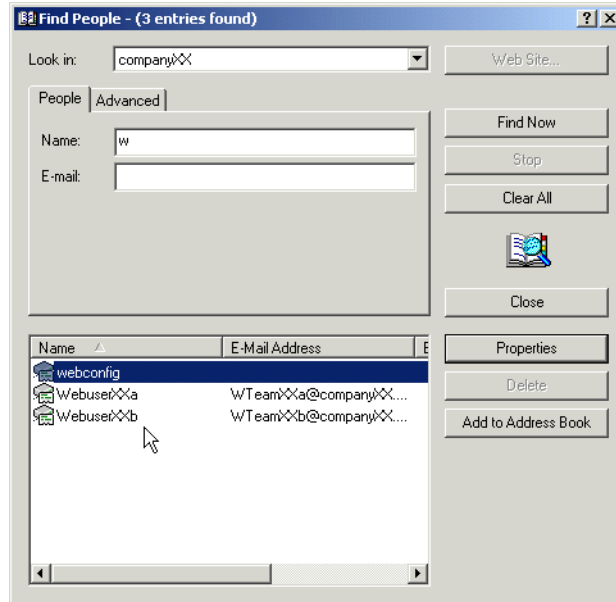 Find People - (3 entries found)
Look in: companyXX Web Site...
People Advanced
Name: w Find Now
E-mail: Stop
Clear All
Close
Name E-Mail Address Properties
webconfig Delete
WebuserXXa WTeamXXa@companyXX....
WebuserXXb WTeamXXb@companyXX.... Add to Address Book